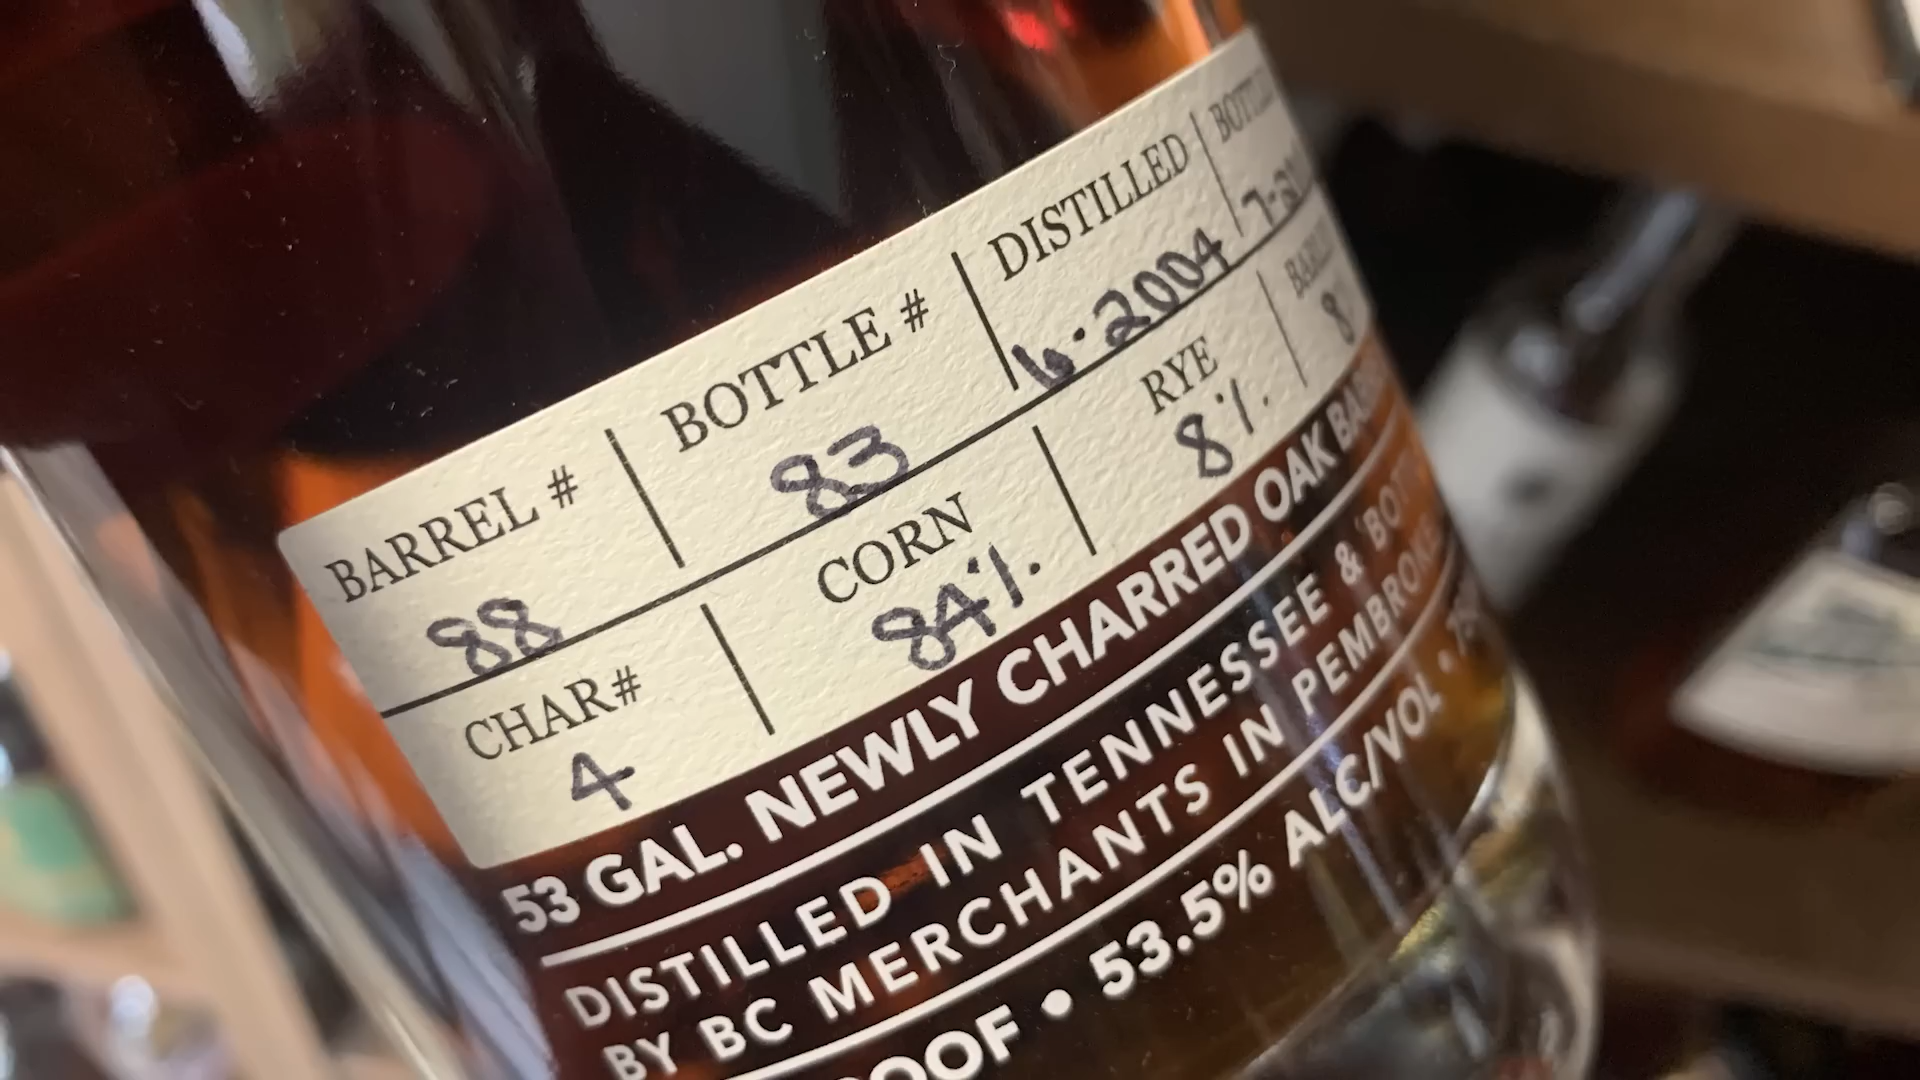 BARREL # BOTTLE # DISTILLED
88 83 6-2004
CHAR# CORN RYE
4 84% 8% 8
53 GAL. NEWLY CHARRED OAK
DISTILLED IN TENNESSEE &
BY BC MERCHANTS IN
53.5% ALC/VOL